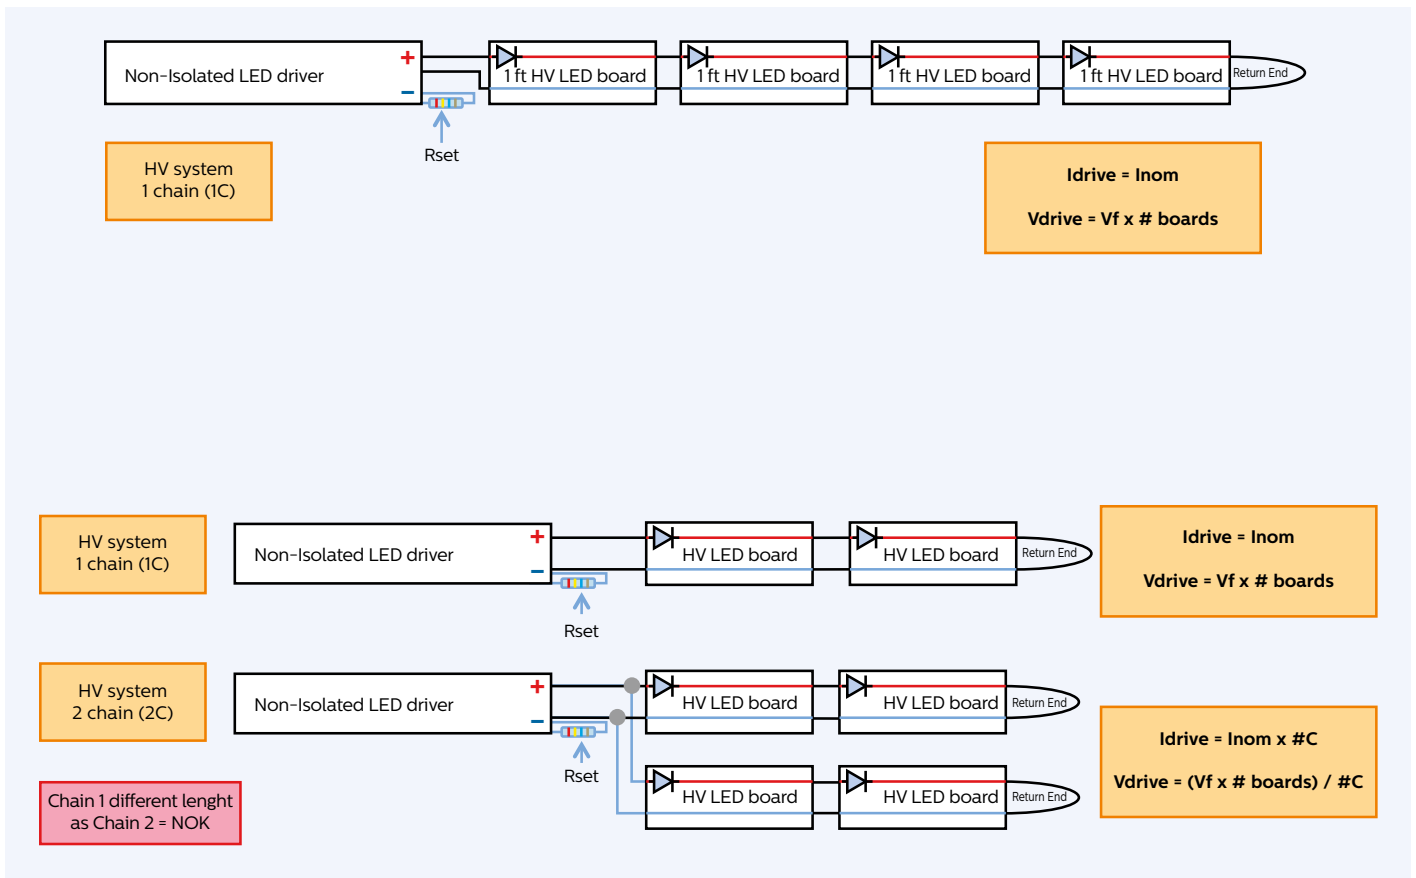 +
Non-Isolated LED driver
−
1 ft HV LED board
1 ft HV LED board
1 ft HV LED board
1 ft HV LED board
Return End
Rset
HV system
1 chain (1C)
Idrive = Inom
Vdrive = Vf x # boards
HV system
1 chain (1C)
+
Non-Isolated LED driver
−
HV LED board
HV LED board
Return End
Rset
Idrive = Inom
Vdrive = Vf x # boards
HV system
2 chain (2C)
+
Non-Isolated LED driver
−
HV LED board
HV LED board
Return End
Rset
HV LED board
HV LED board
Return End
Idrive = Inom x #C
Vdrive = (Vf x # boards) / #C
Chain 1 different lenght
as Chain 2 = NOK